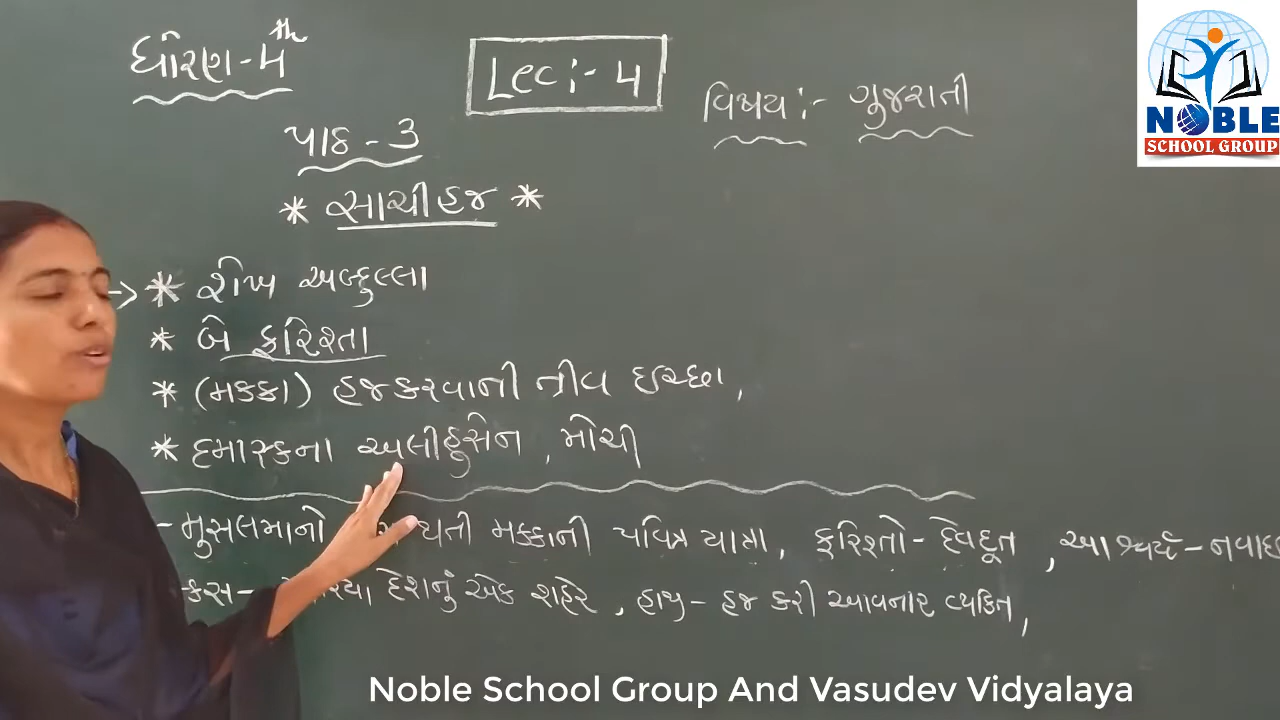 ધોરણ-4th
Lec:- 4
વિષય:- ગુજરાતી
NOBLE
SCHOOL GROUP
પાઠ - 3
* સાચી હજ *
→ * શેખ અબ્દુલ્લા
* બે ફરિશ્તા
* (મક્કા) હજ કરવાની તીવ્ર ઇચ્છા,
* દમાસ્કના અલીહુસેન, મોચી
- મુસલમાનો મક્કાની પવિત્ર યાત્રા, ફરિશ્તો - દેવદૂત, આશ્ચર્ય - નવાઇ
દેશનું એક શહેર, હાજી - હજ કરી આવનાર વ્યકિત,
Noble School Group And Vasudev Vidyalaya